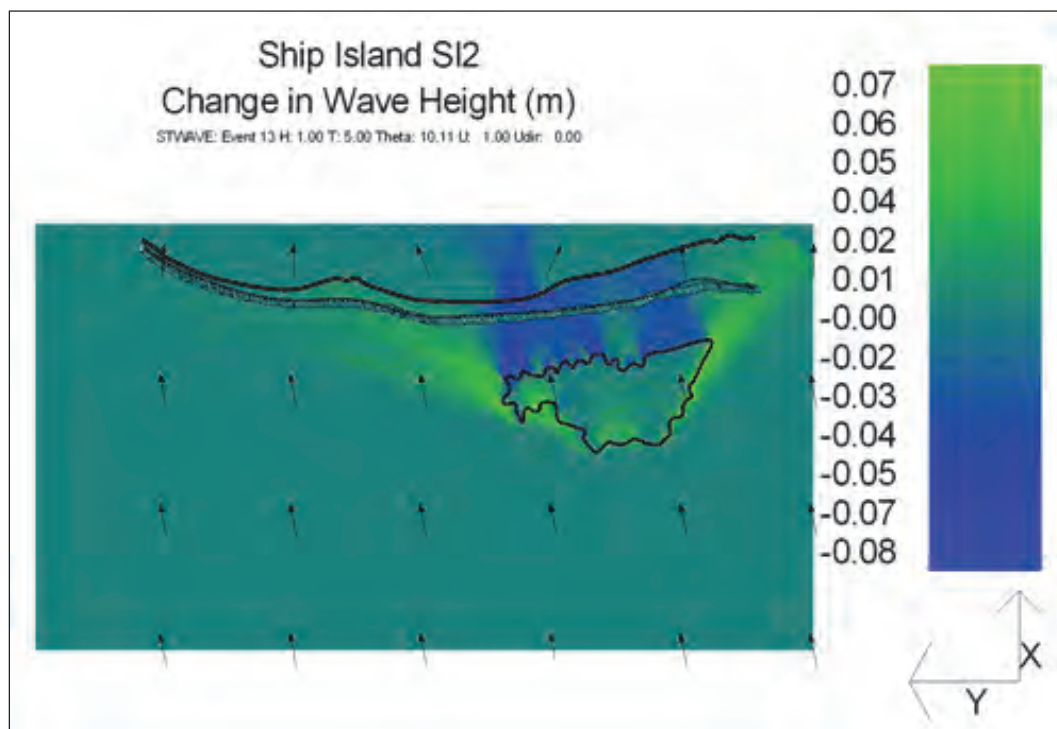 Ship Island SI2
Change in Wave Height (m)
STWAVE: Event 13 H: 1.00 T: 5.00 Theta: 10.11 U: 1.00 Udir: 0.00
0.07
0.06
0.05
0.04
0.02
0.01
-0.00
-0.02
-0.03
-0.04
-0.05
-0.07
-0.08
X
Y